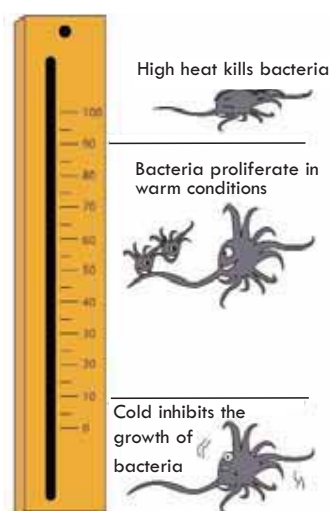 High heat kills bacteria
100
90
Bacteria proliferate in
warm conditions
80
70
60
50
40
30
20
10
Cold inhibits the
0
growth of
bacteria